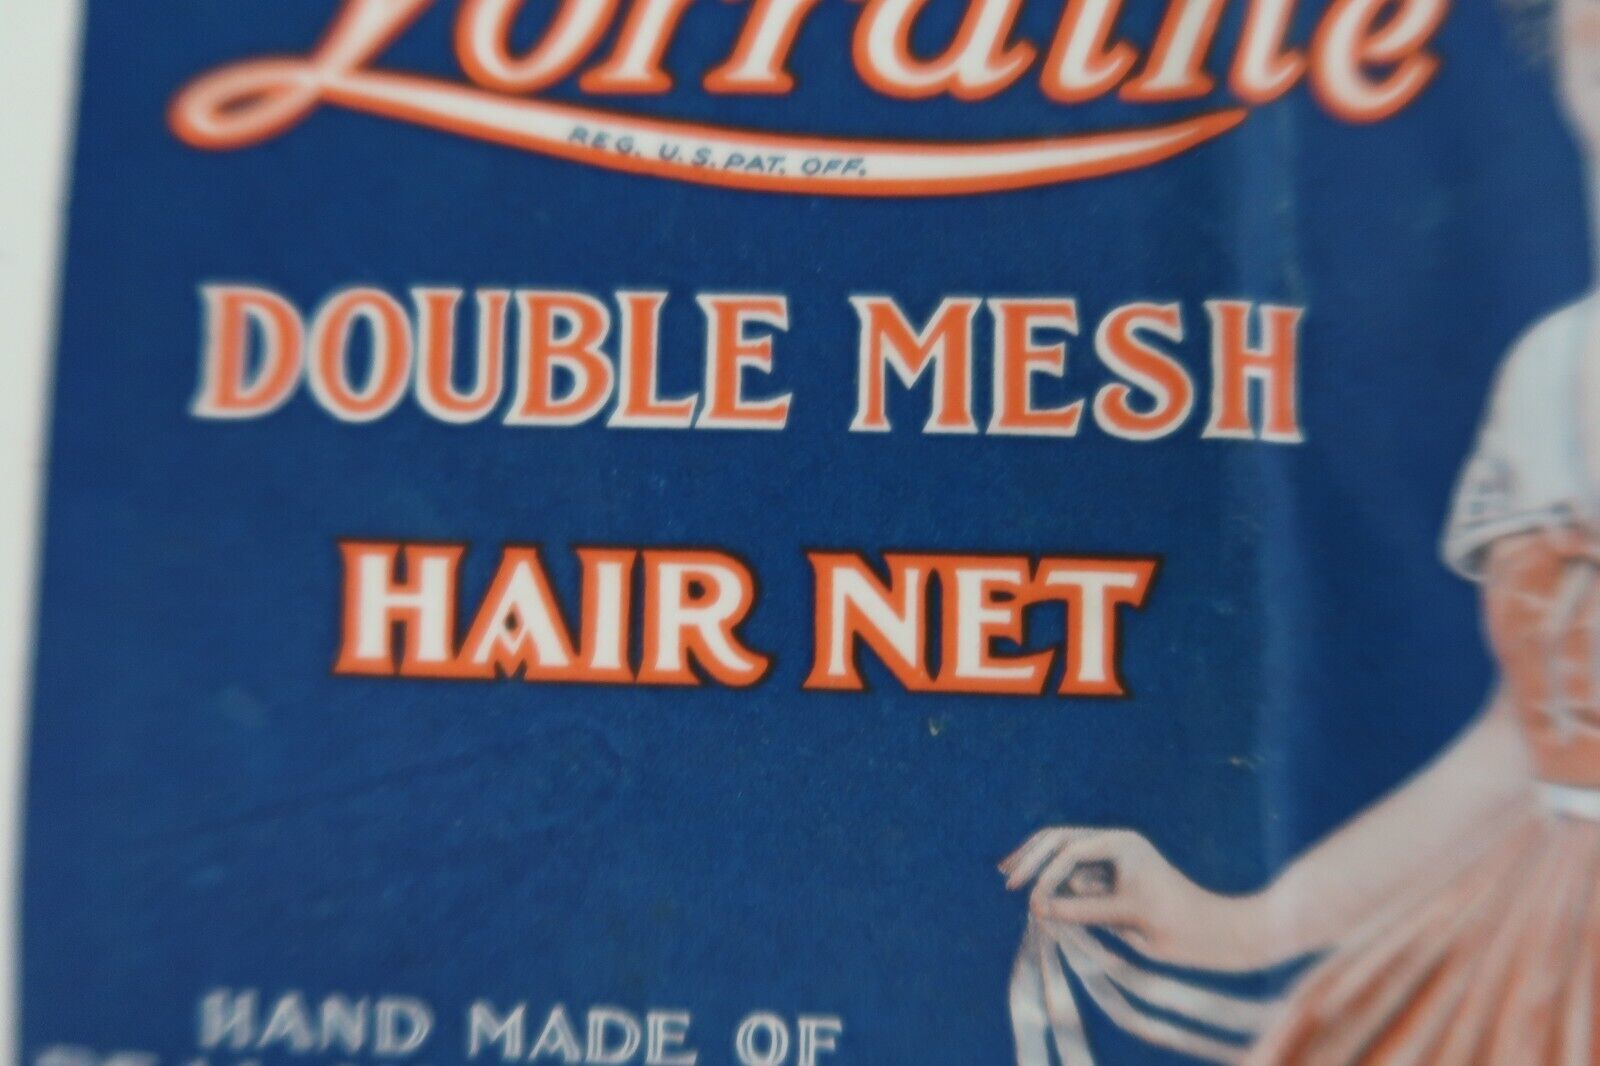 Lorraine
REG. U.S. PAT. OFF.
DOUBLE MESH
HAIR NET
HAND MADE OF